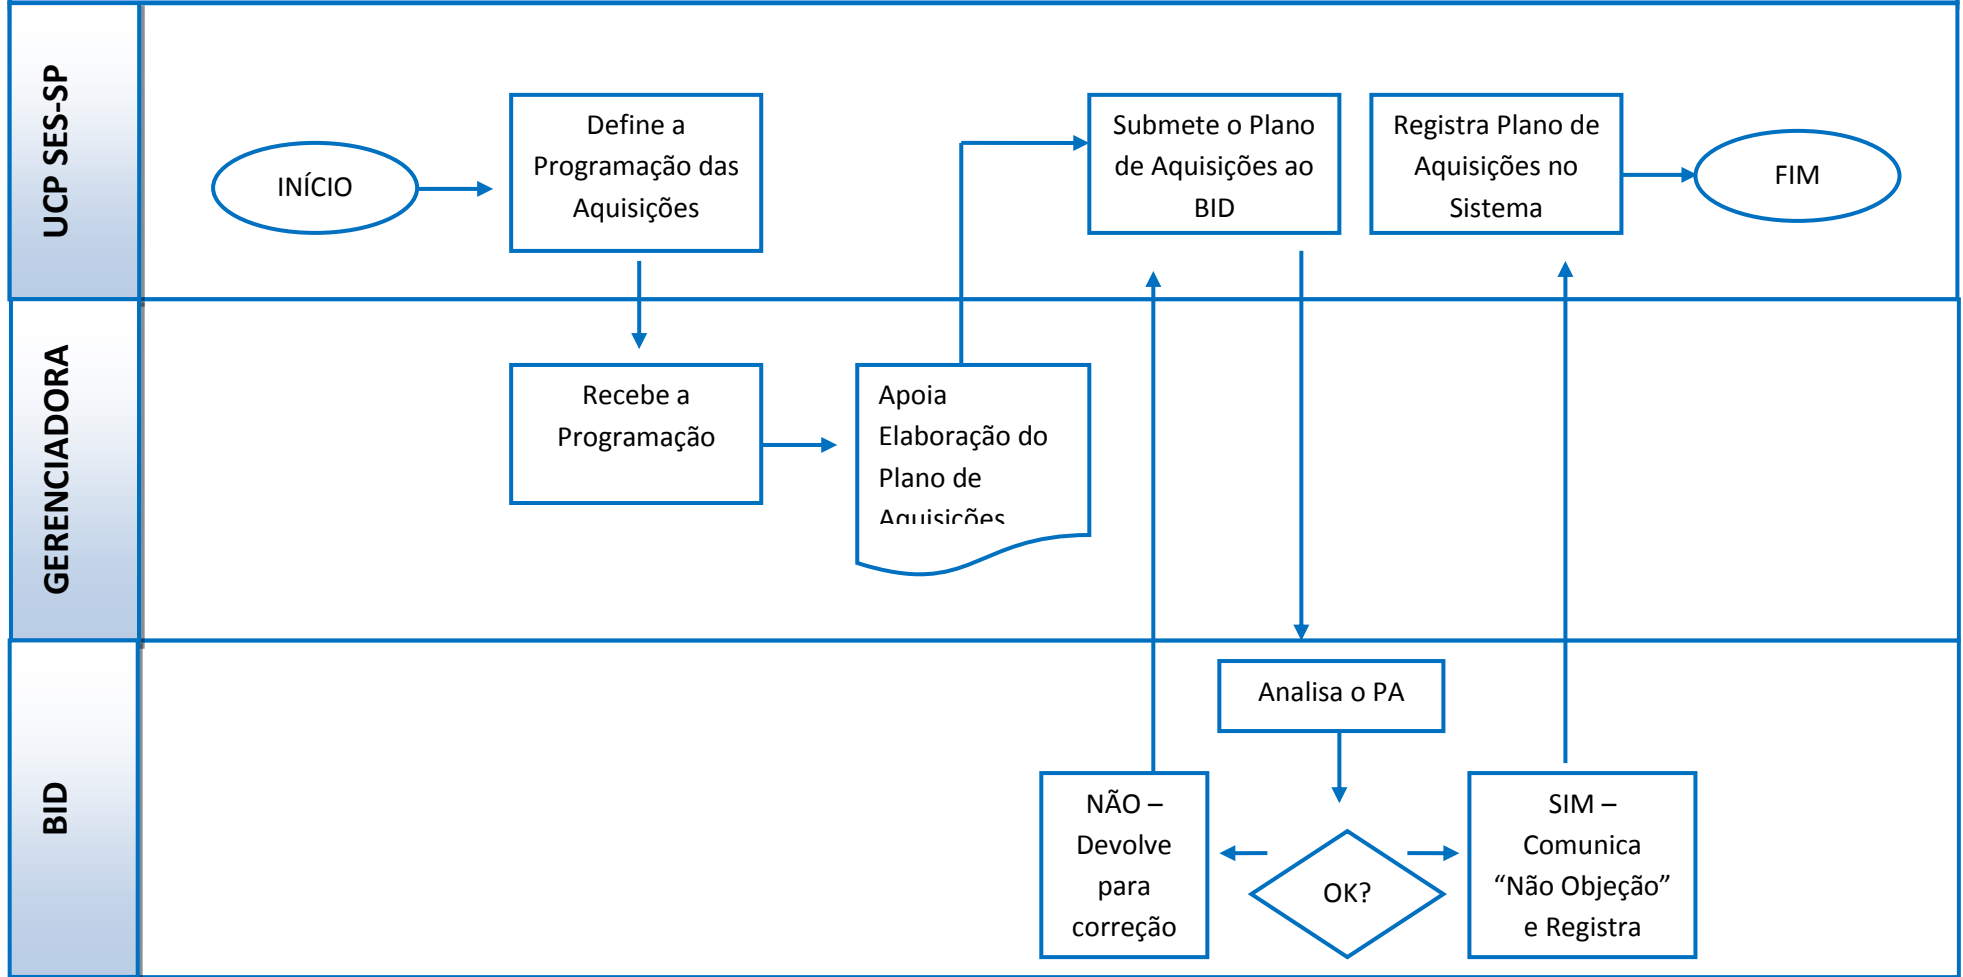 UCP SES-SP
INÍCIO
Define a
Programação das
Aquisições
Submete o Plano
de Aquisições ao
BID
Registra Plano de
Aquisições no
Sistema
FIM
GERENCIADORA
Recebe a
Programação
Apoia
Elaboração do
Plano de
Aquisições
BID
Analisa o PA
NÃO –
Devolve
para
correção
OK?
SIM –
Comunica
“Não Objeção”
e Registra